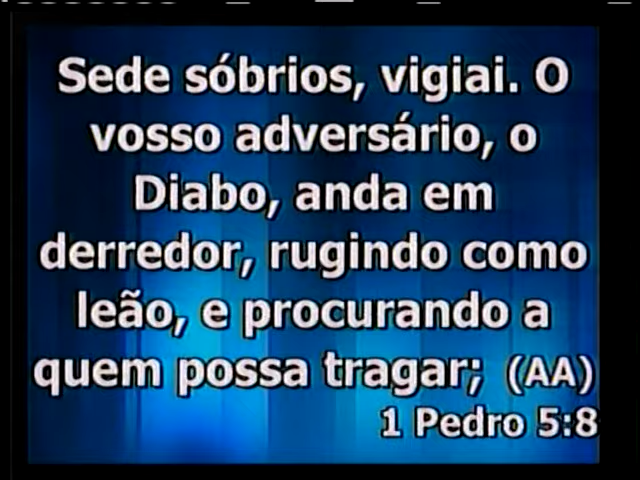 Sede sóbrios, vigiai. O
vosso adversário, o
Diabo, anda em
derredor, rugindo como
leão, e procurando a
quem possa tragar; (AA)
1 Pedro 5:8